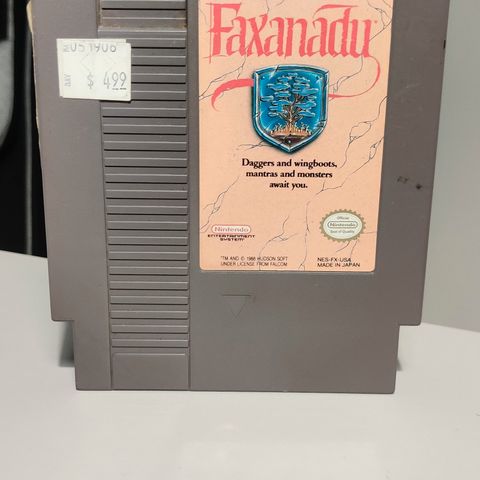 Faxanadu
Daggers and wingboots,
mantras and monsters
await you.
Nintendo
ENTERTAINMENT
SYSTEM
Official
Nintendo
Seal of Quality
TM AND © 1988 HUDSON SOFT
UNDER LICENSE FROM FALCOM
NES-FX-USA
MADE IN JAPAN
$ 4.99